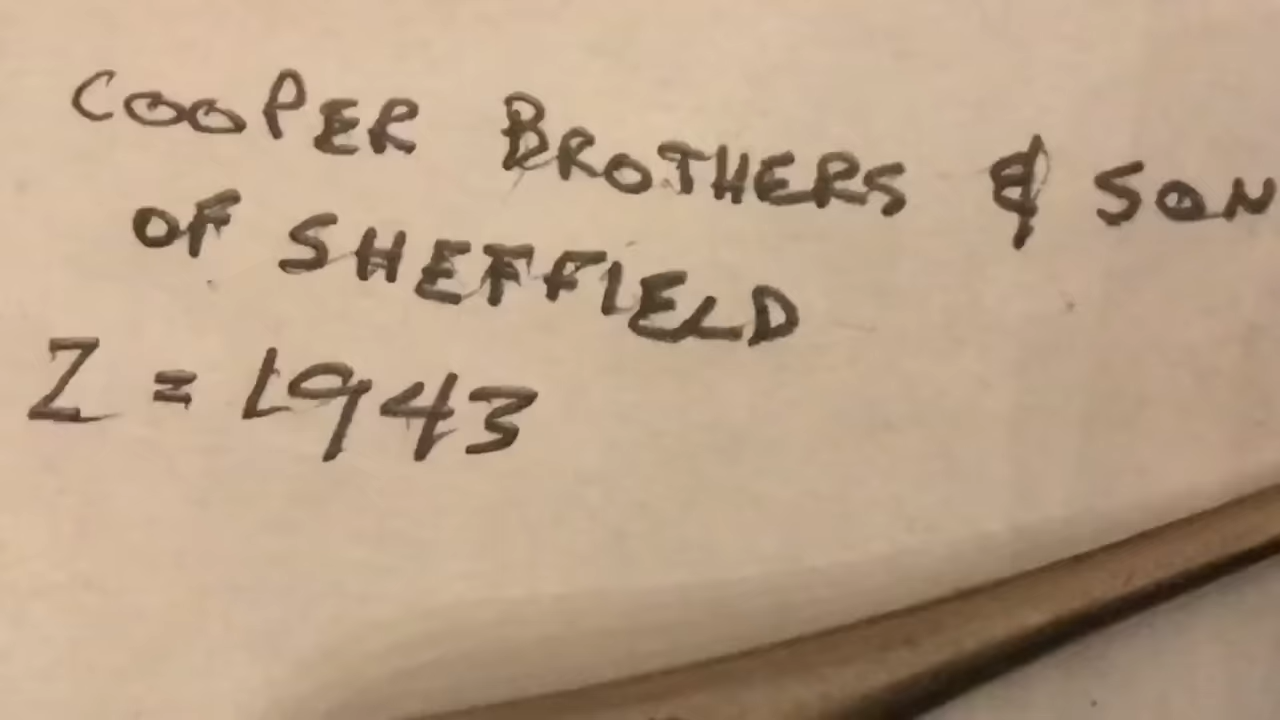 COOPER BROTHERS & SON
OF SHEFFIELD
Z = 1943